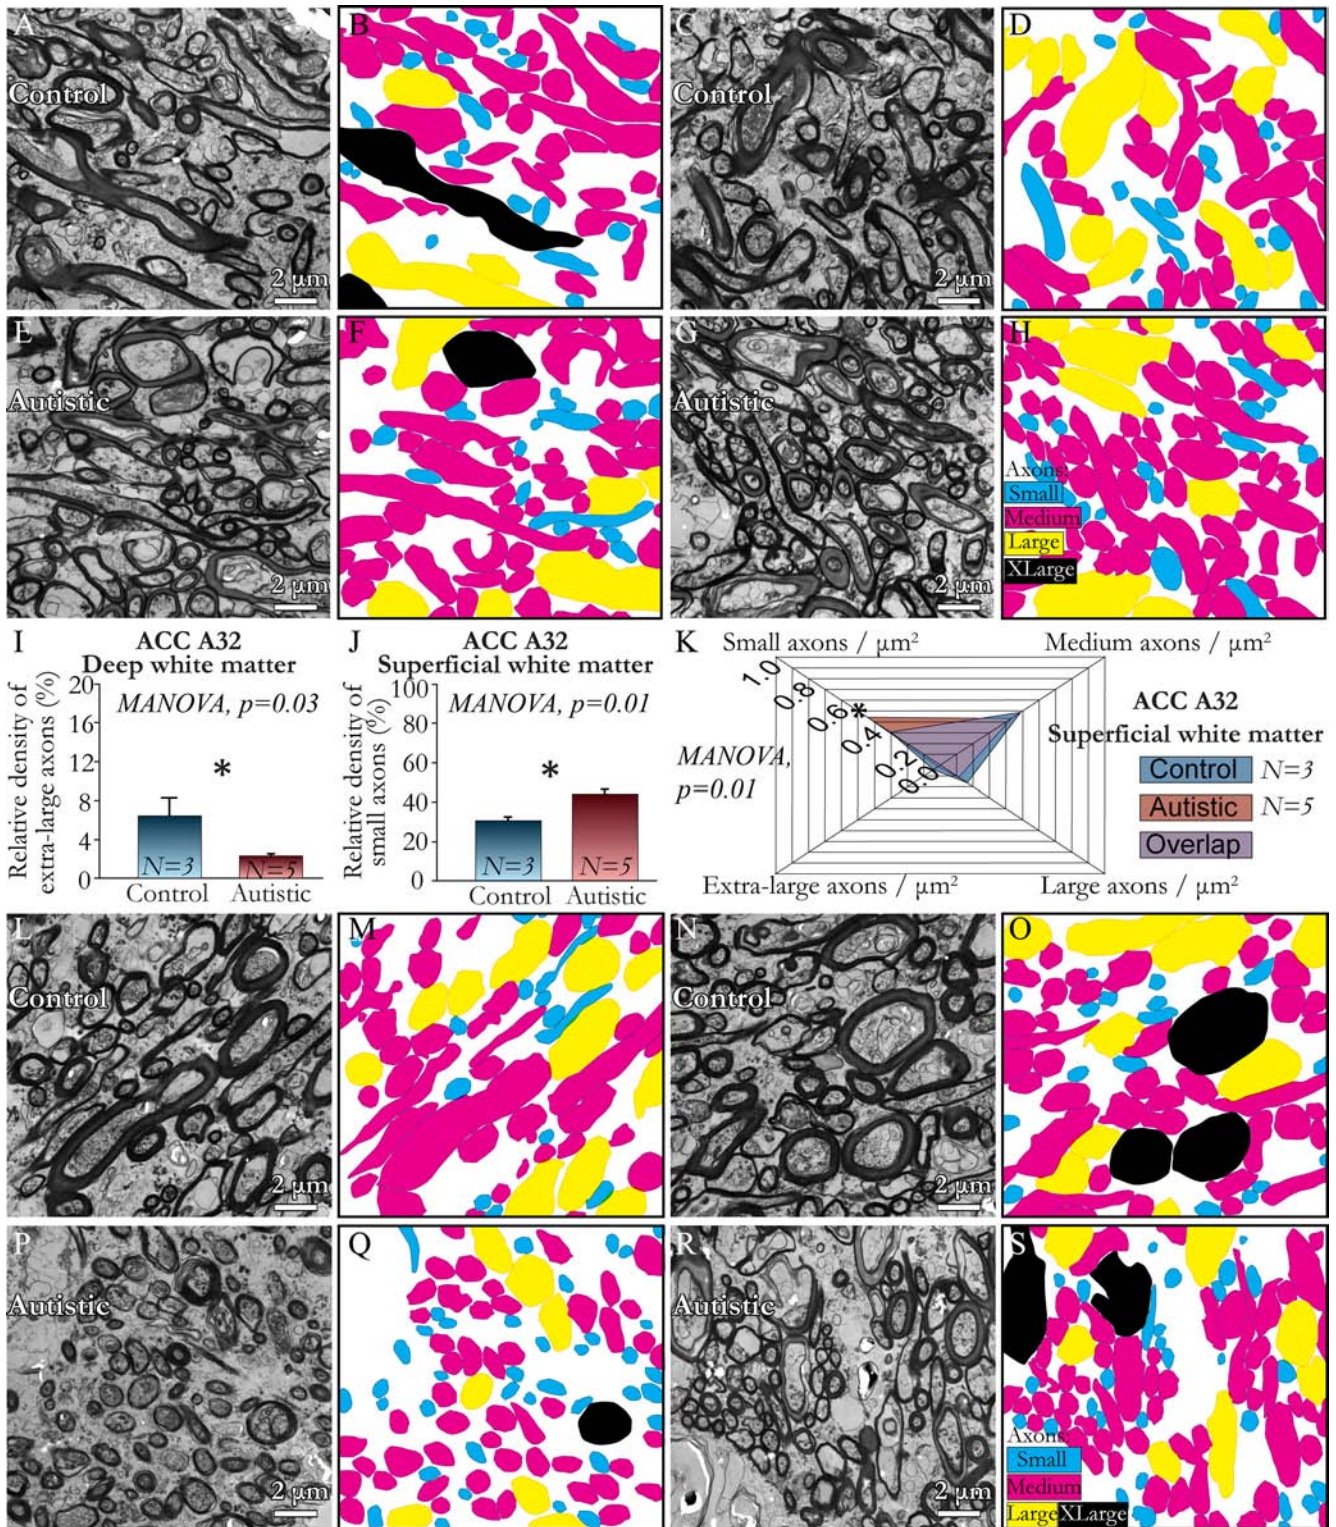 A
Control
2 μm
B
C
Control
2 μm
D
E
Autistic
2 μm
F
G
Autistic
2 μm
H
Axons:
Small
Medium
Large
XLarge
I
ACC A32
Deep white matter
Relative density of
extra-large axons (%)
20
16
12
8
4
0
MANOVA, p=0.03
*
N=3
N=5
Control
Autistic
J
ACC A32
Superficial white matter
Relative density of
small axons (%)
100
80
60
40
20
0
MANOVA, p=0.01
*
N=3
N=5
Control
Autistic
K
Small axons / μm²
Medium axons / μm²
1.0
0.8
0.6
*
0.4
0.2
0.0
MANOVA,
p=0.01
Extra-large axons / μm²
Large axons / μm²
ACC A32
Superficial white matter
Control N=3
Autistic N=5
Overlap
L
Control
2 μm
M
N
Control
2 μm
O
P
Autistic
2 μm
Q
R
Autistic
2 μm
S
Axons:
Small
Medium
Large XLarge